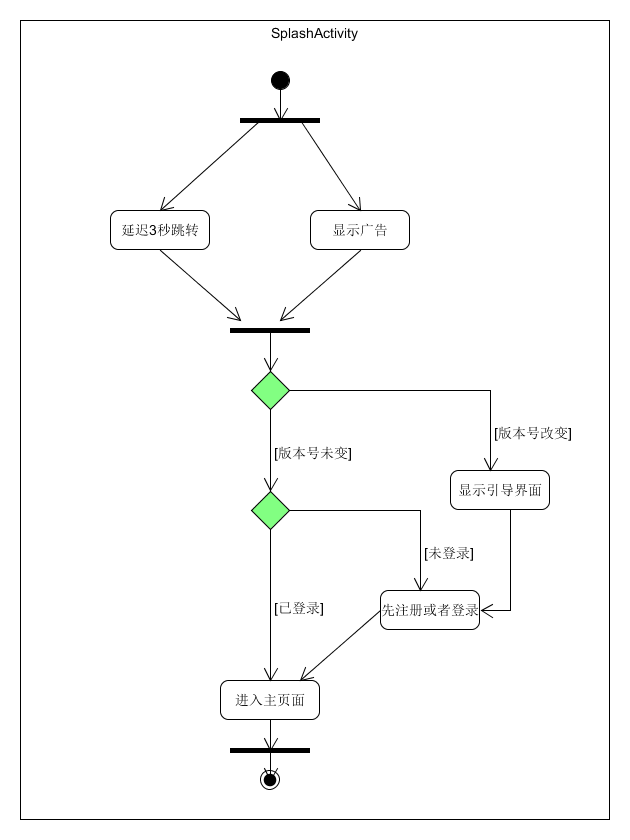 SplashActivity
延迟3秒跳转
显示广告
[版本号改变]
[版本号未变]
显示引导界面
[未登录]
[已登录]
先注册或者登录
进入主页面